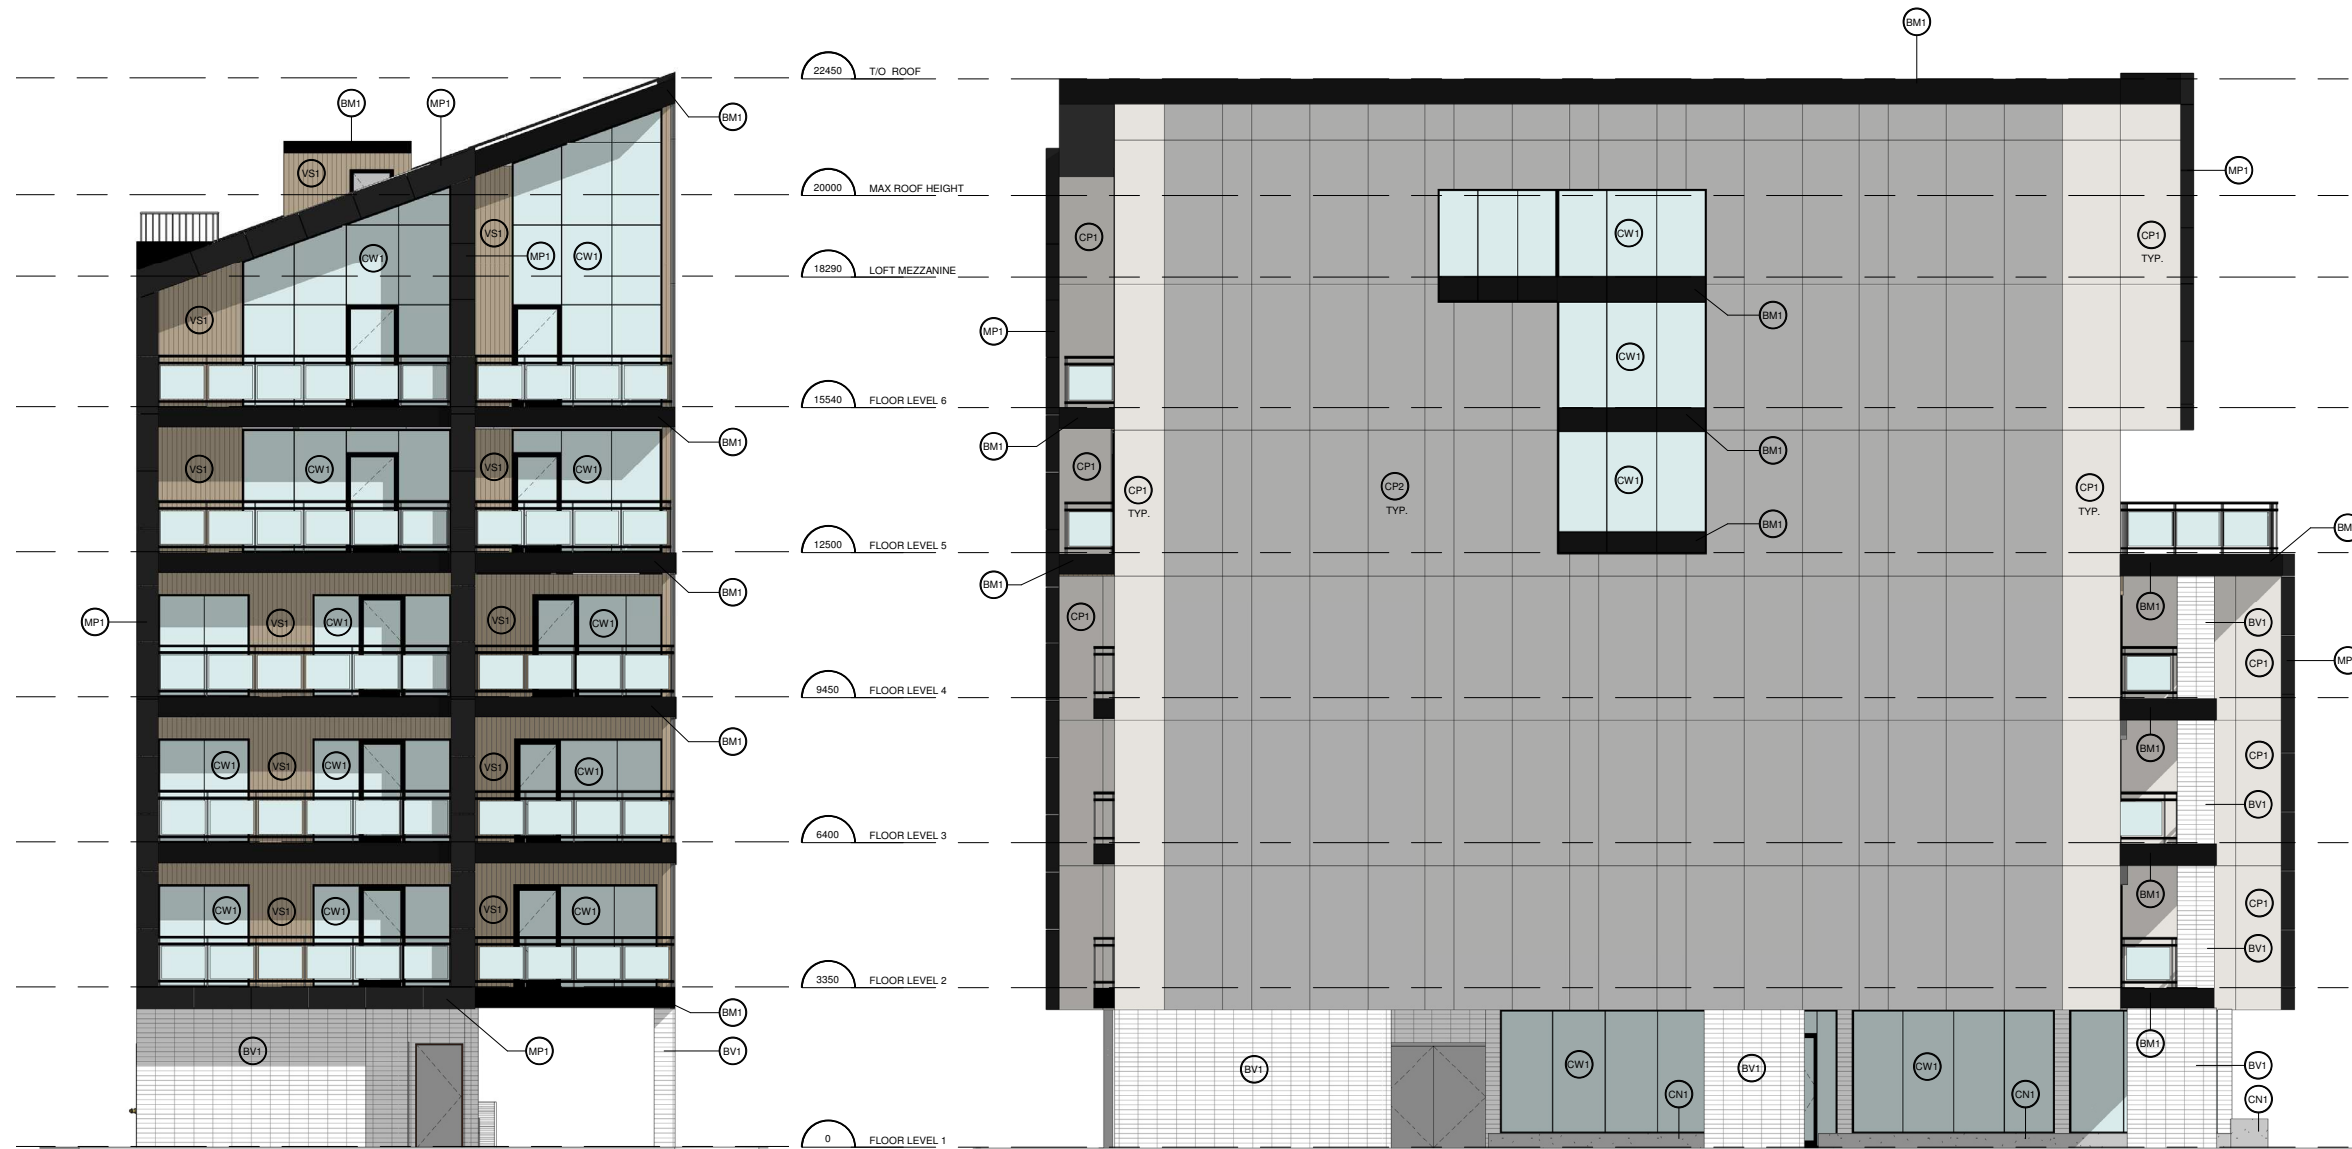 BM1
22450 T/O ROOF
BM1
MP1
BM1
VS1
MP1
20000 MAX ROOF HEIGHT
VS1
CW1
CP1
CP1
TYP.
CW1
MP1
CW1
18290 LOFT MEZZANINE
VS1
BM1
MP1
CW1
15540 FLOOR LEVEL 6
BM1
BM1
BM1
VS1
CW1
VS1
CW1
CP1
CP1
TYP.
CP2
TYP.
CW1
CP1
TYP.
BM1
BM
12500 FLOOR LEVEL 5
BM1
BM1
BM1
MP1
VS1
CW1
VS1
CW1
CP1
BV1
CP1
MP
9450 FLOOR LEVEL 4
BM1
BM1
CP1
CW1
VS1
CW1
VS1
CW1
BV1
6400 FLOOR LEVEL 3
BM1
CP1
CW1
VS1
CW1
VS1
CW1
BV1
3350 FLOOR LEVEL 2
BM1
BM1
BV1
MP1
BV1
BV1
CW1
BV1
CW1
BV1
CN1
CN1
CN1
0 FLOOR LEVEL 1